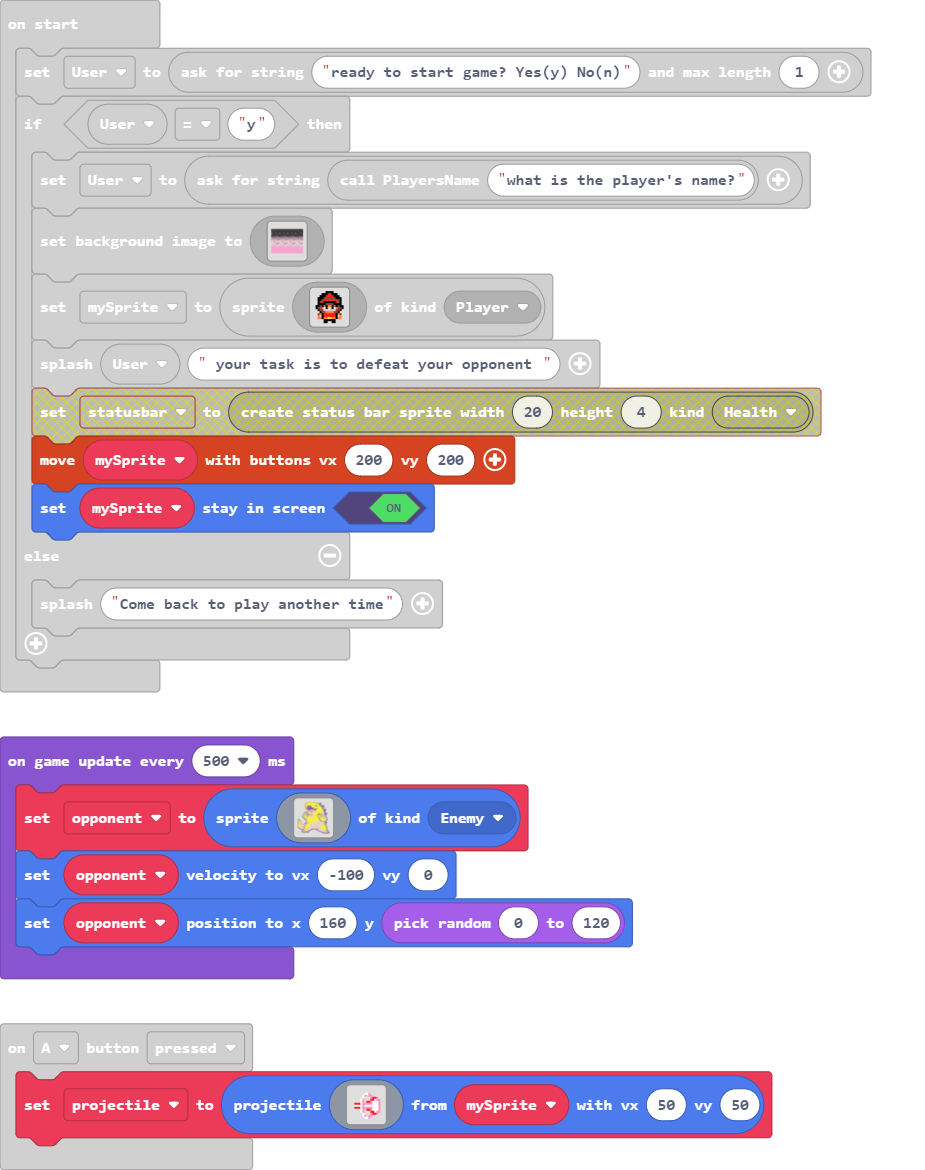 on start
set User to ask for string "ready to start game? Yes(y) No(n)" and max length 1
if User = "y" then
set User to ask for string call PlayersName "what is the player's name?"
set background image to
set mySprite to sprite of kind Player
splash User " your task is to defeat your opponent "
set statusbar to create status bar sprite width 20 height 4 kind Health
move mySprite with buttons vx 200 vy 200
set mySprite stay in screen ON
else
splash "Come back to play another time"
on game update every 500 ms
set opponent to sprite of kind Enemy
set opponent velocity to vx -100 vy 0
set opponent position to x 160 y pick random 0 to 120
on A button pressed
set projectile to projectile from mySprite with vx 50 vy 50